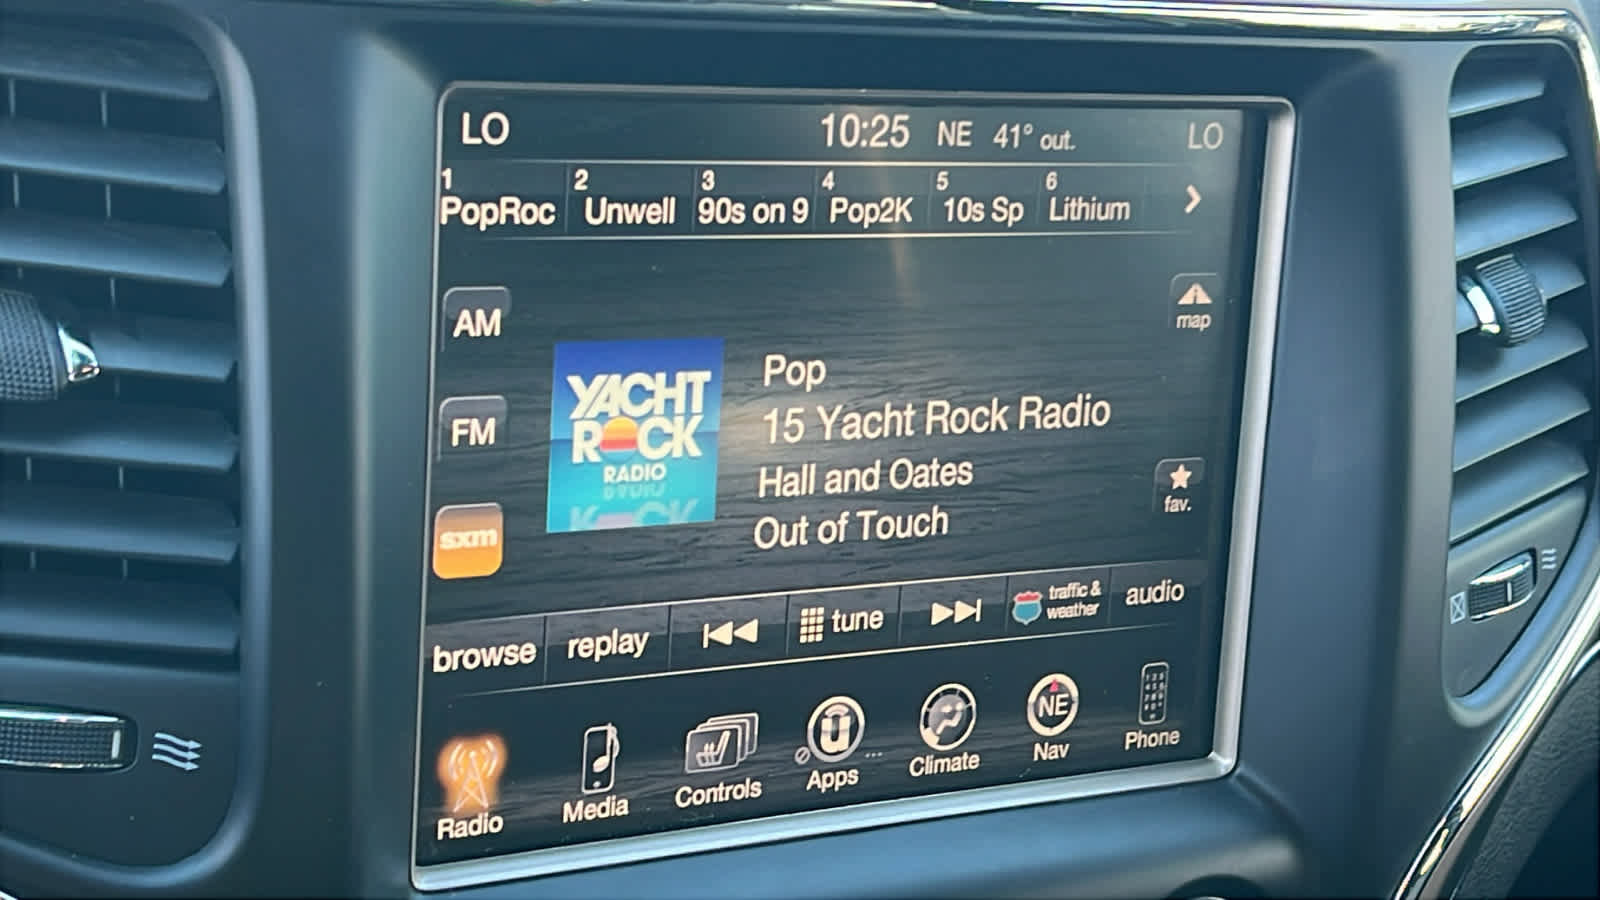 LO 10:25 NE 41° out. LO
1 2 3 4 5 6
PopRoc Unwell 90s on 9 Pop2K 10s Sp Lithium
AM
map
FM
YACHT
ROCK
RADIO
Pop
15 Yacht Rock Radio
Hall and Oates
Out of Touch
fav.
sxm
browse replay tune traffic & weather audio
Radio Media Controls Apps Climate NE Nav Phone